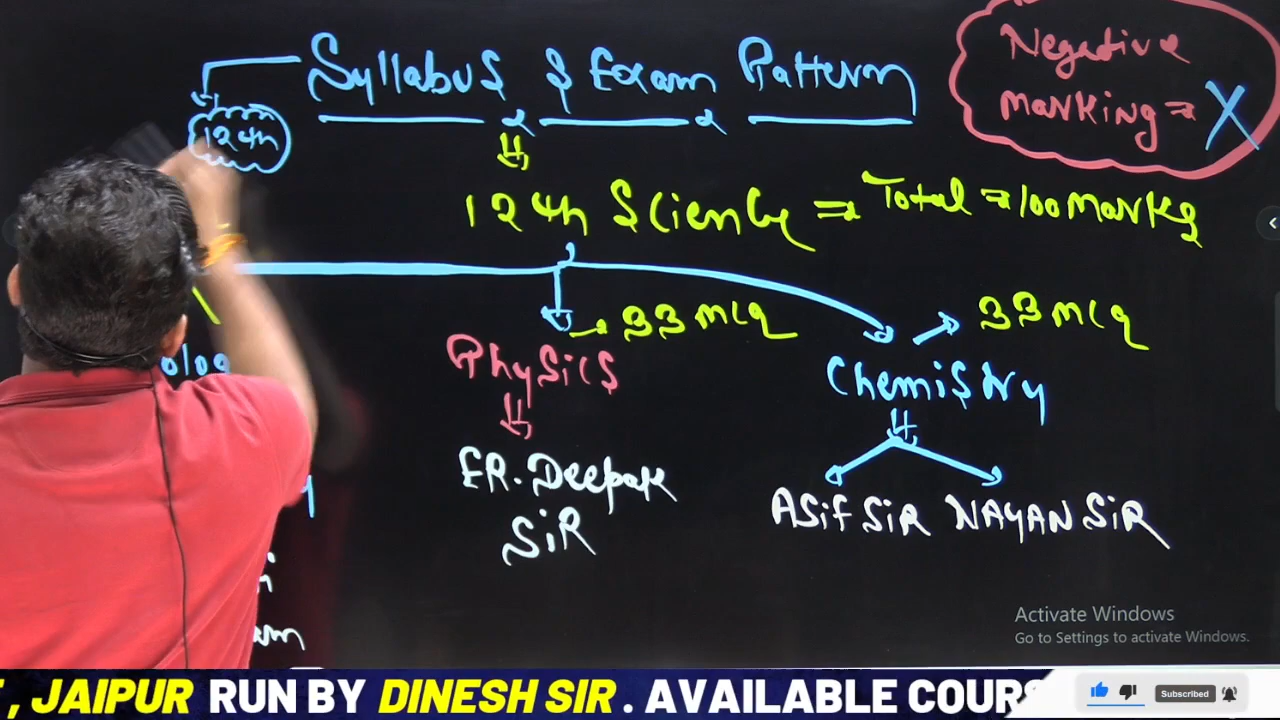 Syllabus & Exam Pattern
Negative
marking ⇒ X
12th
12th Science ⇒ Total ⇒ 100 Marks
33 MCQ
33 MCQ
Physics
Chemistry
ER. Deepak
SiR
ASiF SiR NAYAN SiR
Activate Windows
Go to Settings to activate Windows.
, JAIPUR RUN BY DINESH SIR . AVAILABLE COURS
Subscribed